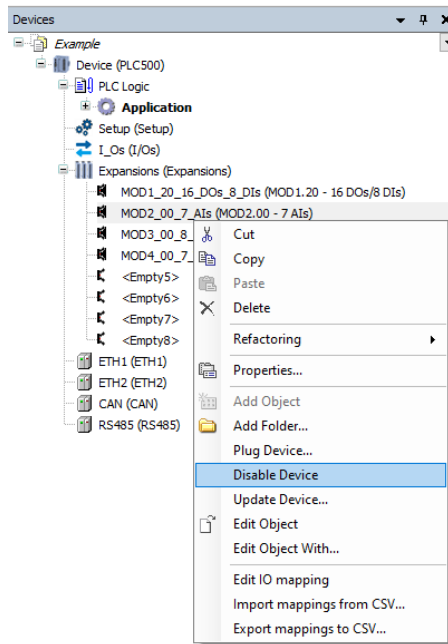 Devices
Example
Device (PLC500)
PLC Logic
Application
Setup (Setup)
I_Os (I/Os)
Expansions (Expansions)
MOD1_20_16_DOs_8_DIs (MOD1.20 - 16 DOs/8 DIs)
MOD2_00_7_AIs (MOD2.00 - 7 AIs)
MOD3_00_8_
MOD4_00_7_
<Empty5>
<Empty6>
<Empty7>
<Empty8>
ETH1 (ETH1)
ETH2 (ETH2)
CAN (CAN)
RS485 (RS485)
Cut
Copy
Paste
Delete
Refactoring
Properties...
Add Object
Add Folder...
Plug Device...
Disable Device
Update Device...
Edit Object
Edit Object With...
Edit IO mapping
Import mappings from CSV...
Export mappings to CSV...